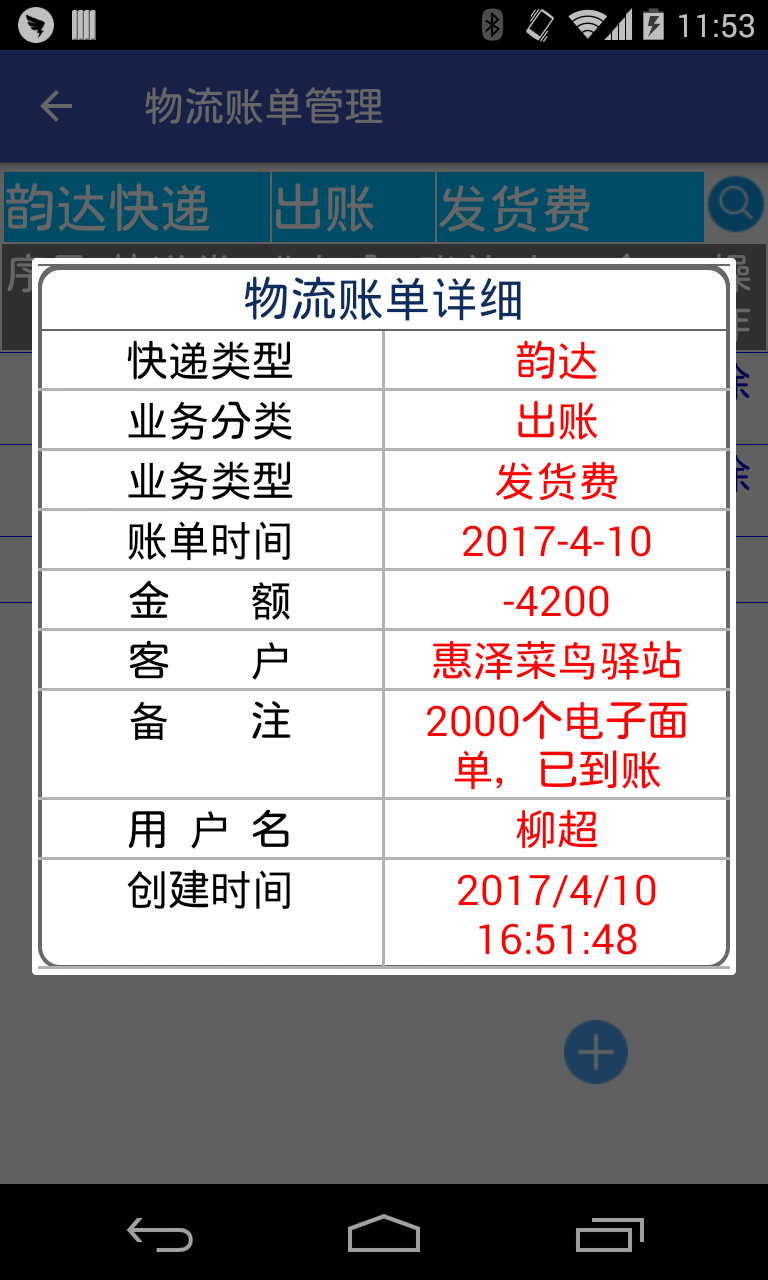 11:53
物流账单管理
韵达快递 出账 发货费
物流账单详细
快递类型 韵达
业务分类 出账
业务类型 发货费
账单时间 2017-4-10
金 额 -4200
客 户 惠泽菜鸟驿站
备 注 2000个电子面
单，已到账
用 户 名 柳超
创建时间 2017/4/10
16:51:48